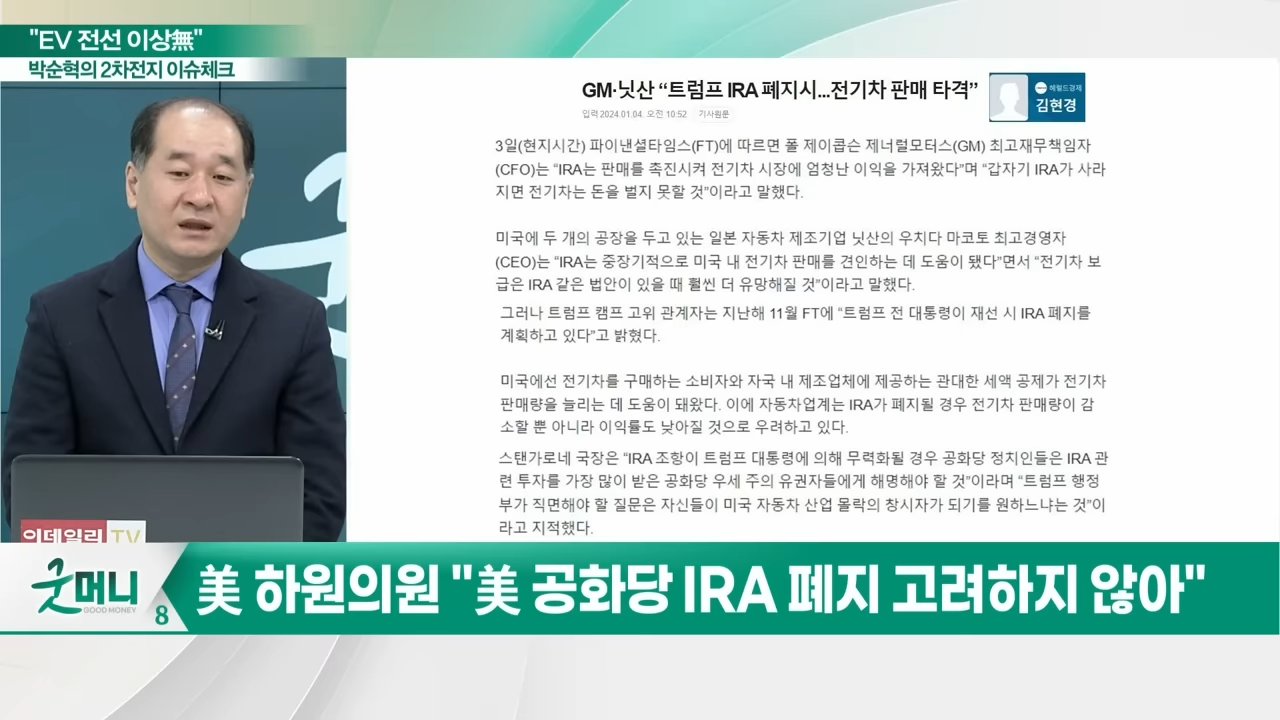 "EV 전선 이상無"
박순혁의 2차전지 이슈체크
GM·닛산 “트럼프 IRA 폐지시...전기차 판매 타격”
입력 2024.01.04. 오전 10:52 기사원문
헤럴드경제
김현경
3일(현지시간) 파이낸셜타임스(FT)에 따르면 폴 제이콥슨 제너럴모터스(GM) 최고재무책임자
(CFO)는 “IRA는 판매를 촉진시켜 전기차 시장에 엄청난 이익을 가져왔다”며 “갑자기 IRA가 사라
지면 전기차는 돈을 벌지 못할 것”이라고 말했다.
미국에 두 개의 공장을 두고 있는 일본 자동차 제조기업 닛산의 우치다 마코토 최고경영자
(CEO)는 “IRA는 중장기적으로 미국 내 전기차 판매를 견인하는 데 도움이 됐다”면서 “전기차 보
급은 IRA 같은 법안이 있을 때 훨씬 더 유망해질 것”이라고 말했다.
그러나 트럼프 캠프 고위 관계자는 지난해 11월 FT에 “트럼프 전 대통령이 재선 시 IRA 폐지를
계획하고 있다”고 밝혔다.
미국에선 전기차를 구매하는 소비자와 자국 내 제조업체에 제공하는 관대한 세액 공제가 전기차
판매량을 늘리는 데 도움이 돼왔다. 이에 자동차업계는 IRA가 폐지될 경우 전기차 판매량이 감
소할 뿐 아니라 이익률도 낮아질 것으로 우려하고 있다.
스탠가로네 국장은 “IRA 조항이 트럼프 대통령에 의해 무력화될 경우 공화당 정치인들은 IRA 관
련 투자를 가장 많이 받은 공화당 우세 주의 유권자들에게 해명해야 할 것”이라며 “트럼프 행정
부가 직면해야 할 질문은 자신들이 미국 자동차 산업 몰락의 창시자가 되기를 원하느냐는 것”이
라고 지적했다.
이데일리 TV
굿머니
GOOD MONEY
8
美 하원의원 "美 공화당 IRA 폐지 고려하지 않아"